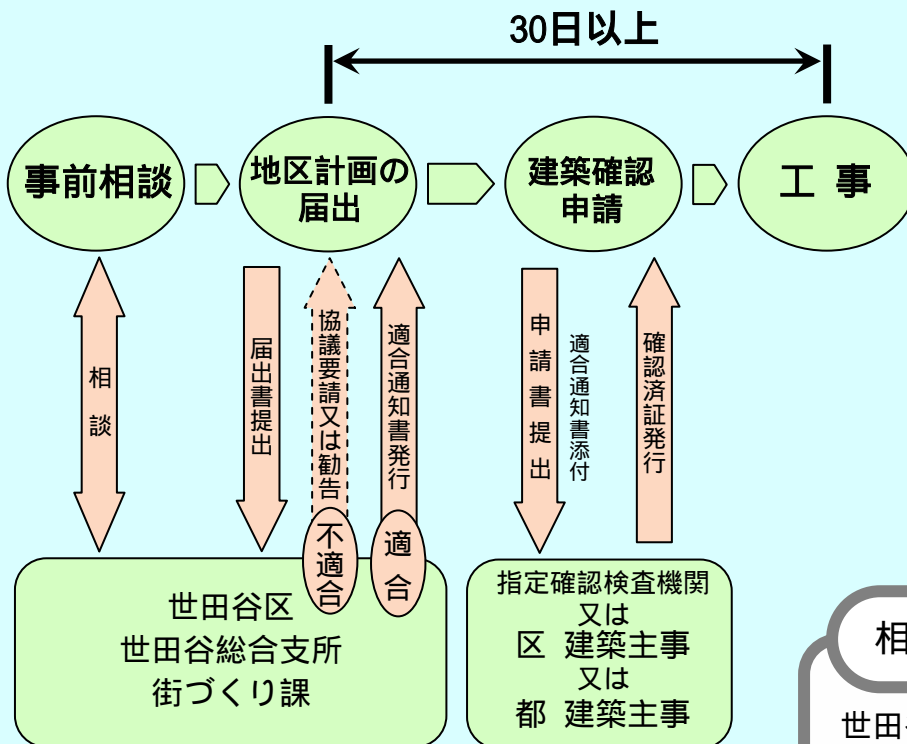 30日以上
事前相談
地区計画の
届出
建築確認
申請
工 事
相談
届出書提出
協議要請又は勧告
適合通知書発行
申請書提出
適合通知書添付
確認済証発行
不適合
適合
世田谷区
世田谷総合支所
街づくり課
指定確認検査機関
又は
区 建築主事
又は
都 建築主事
相
世田